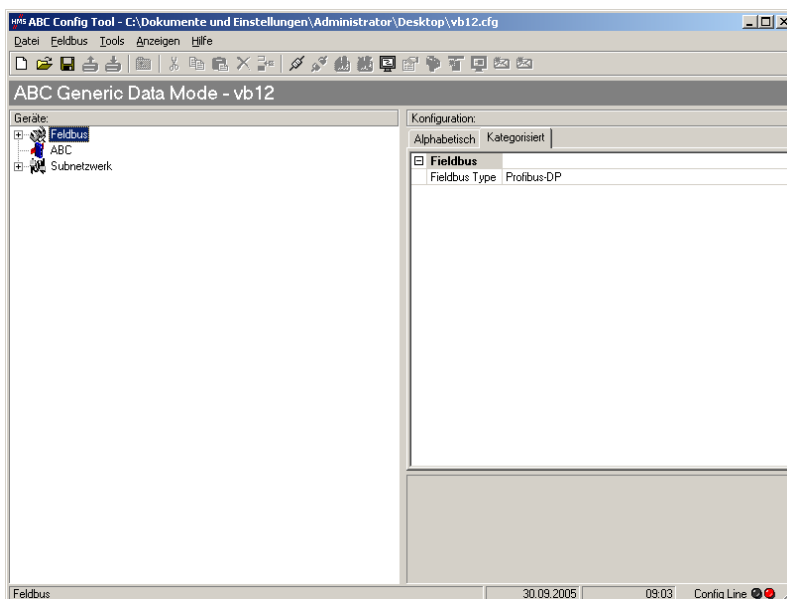 HMS ABC Config Tool - C:\Dokumente und Einstellungen\Administrator\Desktop\vb12.cfg
Datei Feldbus Tools Anzeigen Hilfe
ABC Generic Data Mode - vb12
Geräte:
Feldbus
ABC
Subnetzwerk
Konfiguration:
Alphabetisch Kategorisiert
Fieldbus
Fieldbus Type Profibus-DP
Feldbus 30.09.2005 09:03 Config Line